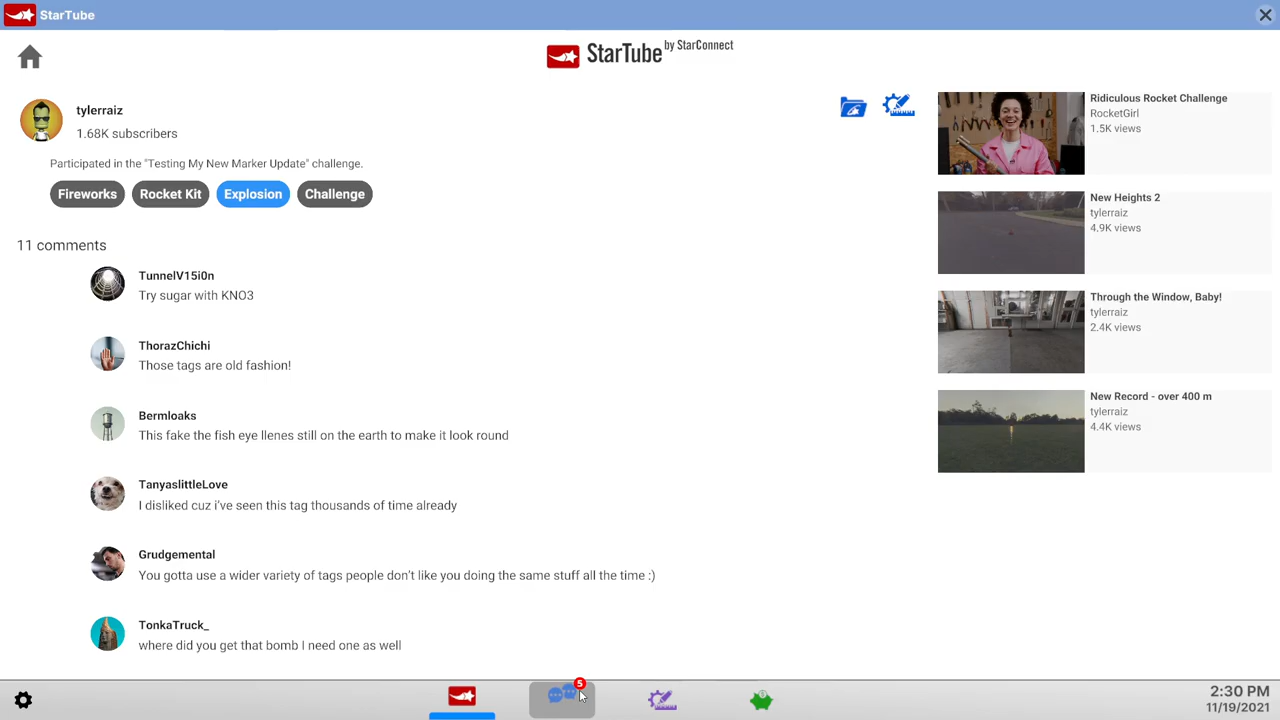 StarTube
StarTube by StarConnect
tylerraiz
1.68K subscribers
Participated in the "Testing My New Marker Update" challenge.
Fireworks Rocket Kit Explosion Challenge
11 comments
TunnelV15i0n
Try sugar with KNO3
ThorazChichi
Those tags are old fashion!
Bermloaks
This fake the fish eye llenes still on the earth to make it look round
TanyaslittleLove
I disliked cuz i've seen this tag thousands of time already
Grudgemental
You gotta use a wider variety of tags people don't like you doing the same stuff all the time :)
TonkaTruck_
where did you get that bomb I need one as well
Ridiculous Rocket Challenge
RocketGirl
1.5K views
New Heights 2
tylerraiz
4.9K views
Through the Window, Baby!
tylerraiz
2.4K views
New Record - over 400 m
tylerraiz
4.4K views
5
2:30 PM
11/19/2021